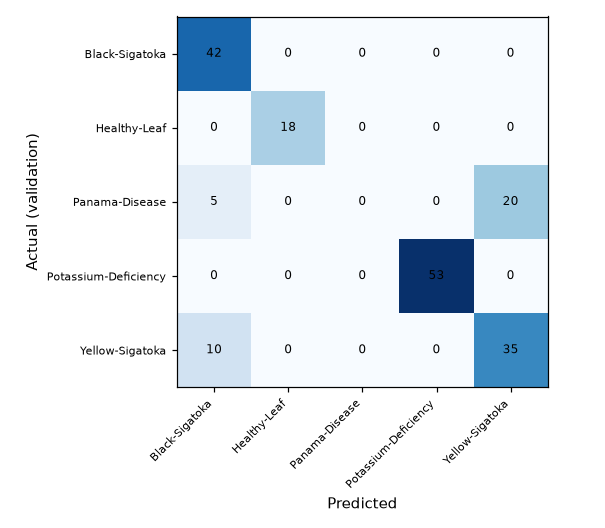 Actual (validation)
Black-Sigatoka 42 0 0 0 0
Healthy-Leaf 0 18 0 0 0
Panama-Disease 5 0 0 0 20
Potassium-Deficiency 0 0 0 53 0
Yellow-Sigatoka 10 0 0 0 35
Black-Sigatoka Healthy-Leaf Panama-Disease Potassium-Deficiency Yellow-Sigatoka
Predicted